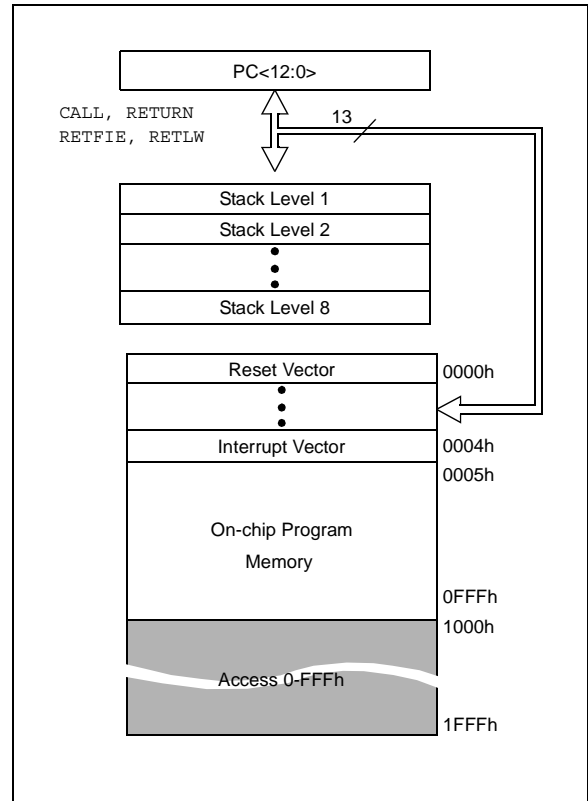 PC<12:0>
CALL, RETURN
RETFIE, RETLW
13
Stack Level 1
Stack Level 2
Stack Level 8
Reset Vector
0000h
Interrupt Vector
0004h
0005h
On-chip Program
Memory
0FFFh
1000h
Access 0-FFFh
1FFFh